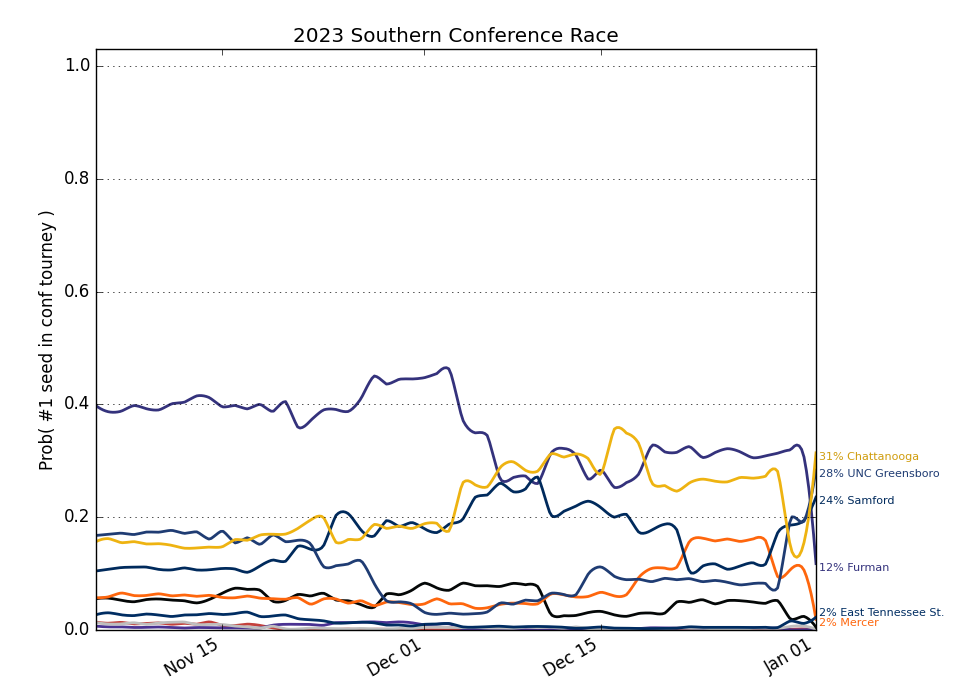 2023 Southern Conference Race
Prob( #1 seed in conf tourney )
1.0
0.8
0.6
0.4
0.2
0.0
31% Chattanooga
28% UNC Greensboro
24% Samford
12% Furman
2% East Tennessee St.
2% Mercer
Nov 15
Dec 01
Dec 15
Jan 01